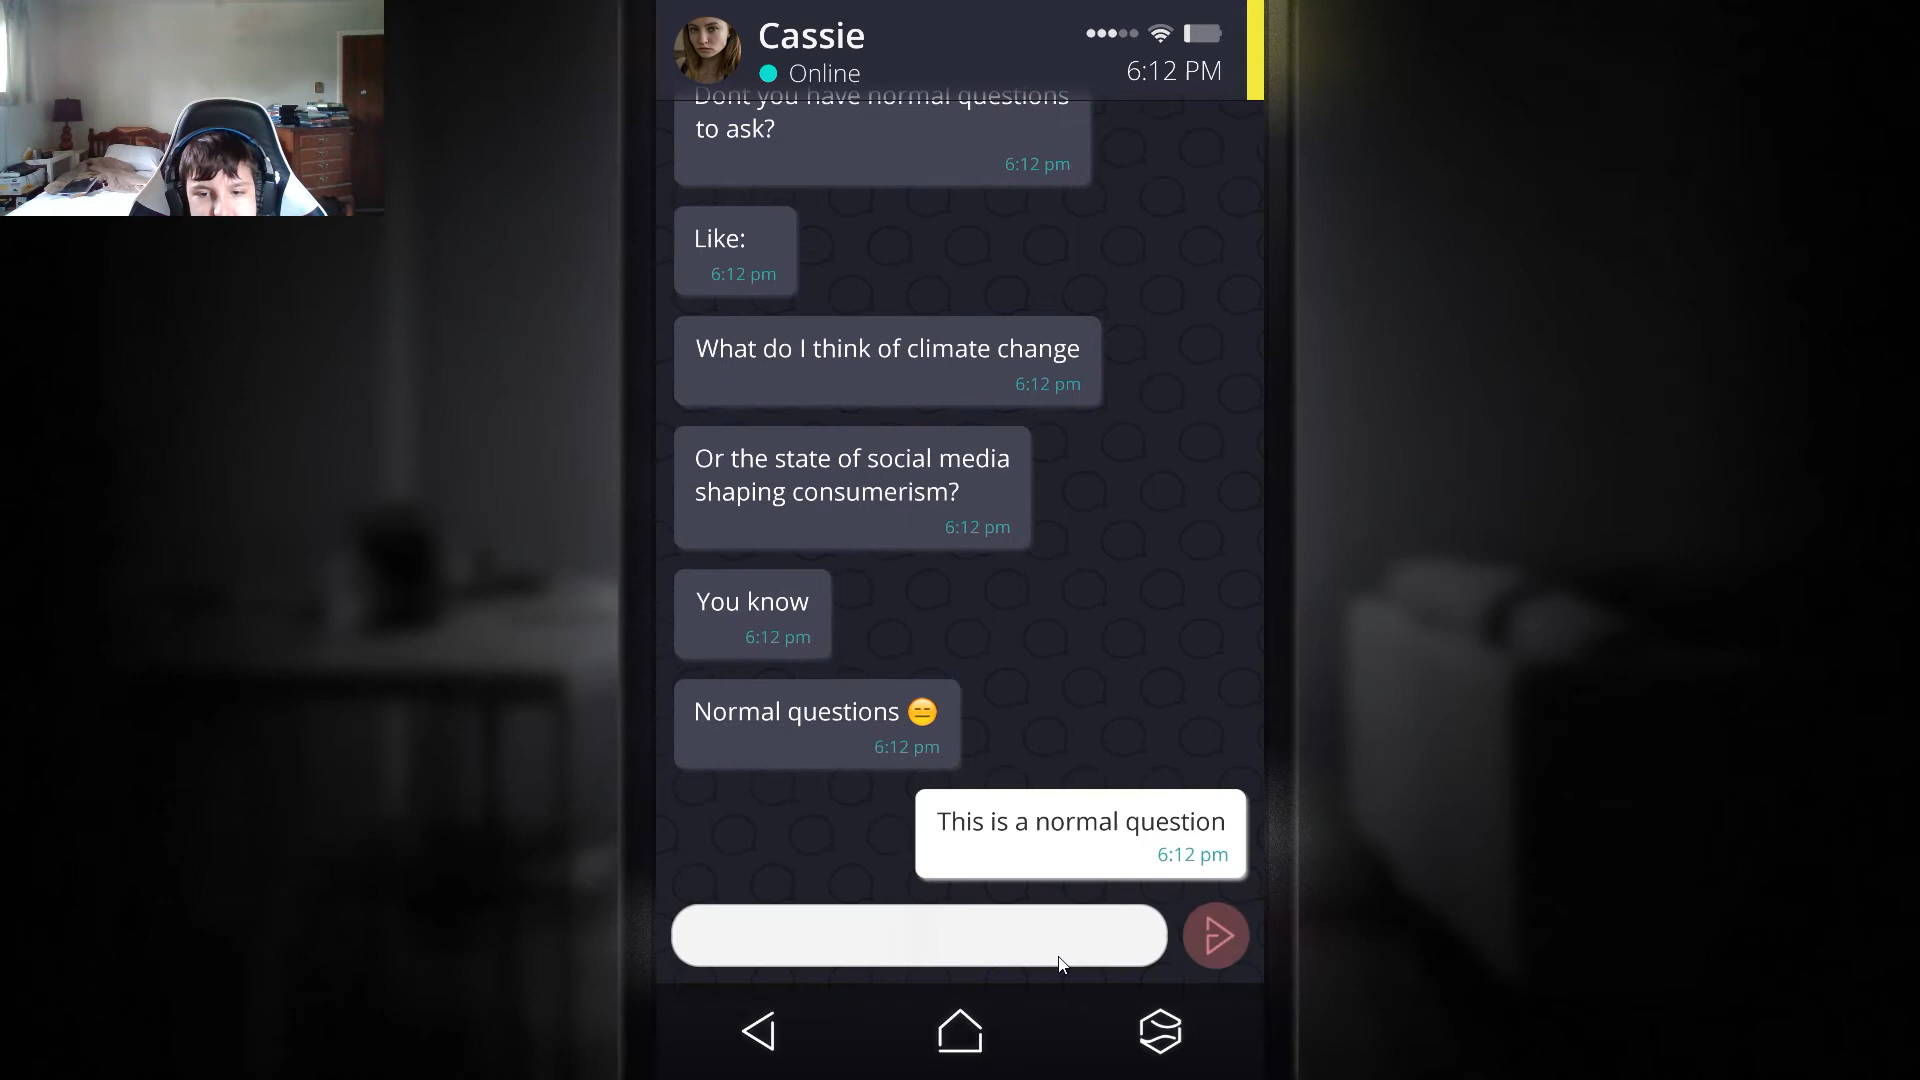 Cassie
Online
6:12 PM
Dont you have normal questions
to ask?
6:12 pm
Like:
6:12 pm
What do I think of climate change
6:12 pm
Or the state of social media
shaping consumerism?
6:12 pm
You know
6:12 pm
Normal questions 😑
6:12 pm
This is a normal question
6:12 pm